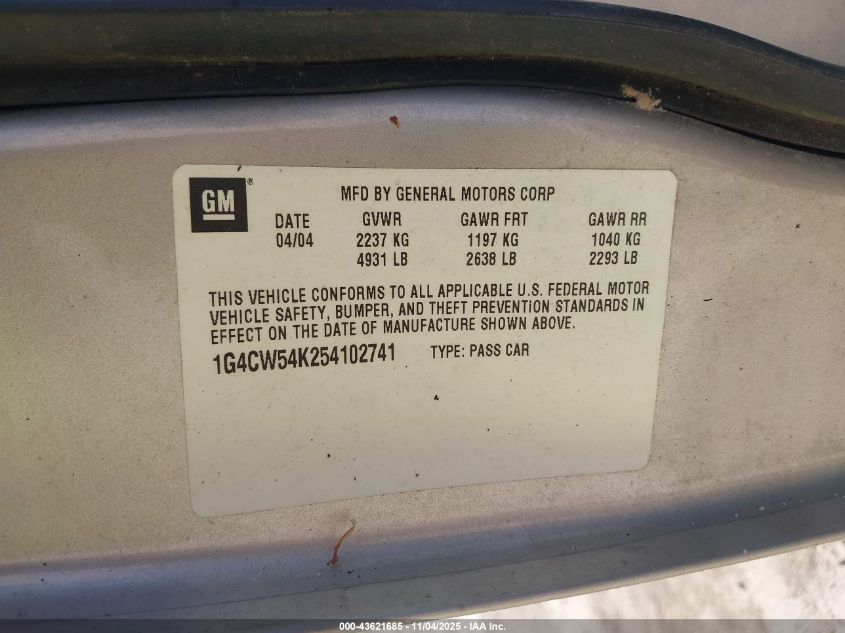 GM®
MFD BY GENERAL MOTORS CORP
DATE GVWR GAWR FRT GAWR RR
04/04 2237 KG 1197 KG 1040 KG
4931 LB 2638 LB 2293 LB
THIS VEHICLE CONFORMS TO ALL APPLICABLE U.S. FEDERAL MOTOR
VEHICLE SAFETY, BUMPER, AND THEFT PREVENTION STANDARDS IN
EFFECT ON THE DATE OF MANUFACTURE SHOWN ABOVE.
1G4CW54K254102741 TYPE: PASS CAR
000-43621685 - 11/04/2025 - IAA Inc.